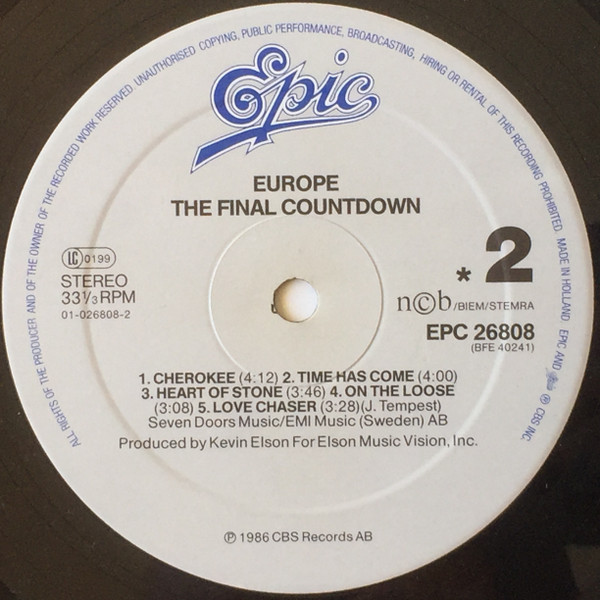 ALL RIGHTS OF THE PRODUCER AND OF THE OWNER OF THE RECORDED WORK RESERVED. UNAUTHORISED COPYING, PUBLIC PERFORMANCE, BROADCASTING, HIRING OR RENTAL OF THIS RECORDING PROHIBITED. MADE IN HOLLAND EPIC AND ® CBS INC.
Epic
EUROPE
THE FINAL COUNTDOWN
LC 0199
STEREO
33 1/3 RPM
01-026808-2
* 2
n©b/BIEM/STEMRA
EPC 26808
(BFE 40241)
1. CHEROKEE (4:12) 2. TIME HAS COME (4:00)
3. HEART OF STONE (3:46) 4. ON THE LOOSE
(3:08) 5. LOVE CHASER (3:28)(J. Tempest)
Seven Doors Music/EMI Music (Sweden) AB
Produced by Kevin Elson For Elson Music Vision, Inc.
℗ 1986 CBS Records AB